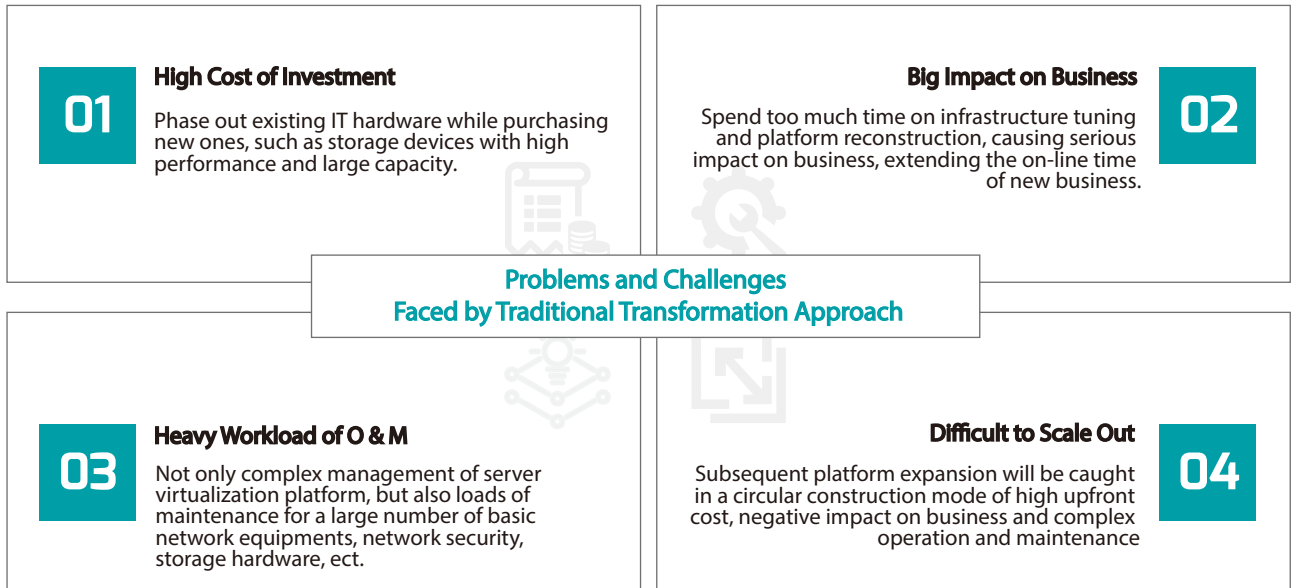 01
High Cost of Investment
Phase out existing IT hardware while purchasing
new ones, such as storage devices with high
performance and large capacity.
Big Impact on Business
02
Spend too much time on infrastructure tuning
and platform reconstruction, causing serious
impact on business, extending the on-line time
of new business.
Problems and Challenges
Faced by Traditional Transformation Approach
03
Heavy Workload of O & M
Not only complex management of server
virtualization platform, but also loads of
maintenance for a large number of basic
network equipments, network security,
storage hardware, ect.
Difficult to Scale Out
04
Subsequent platform expansion will be caught
in a circular construction mode of high upfront
cost, negative impact on business and complex
operation and maintenance